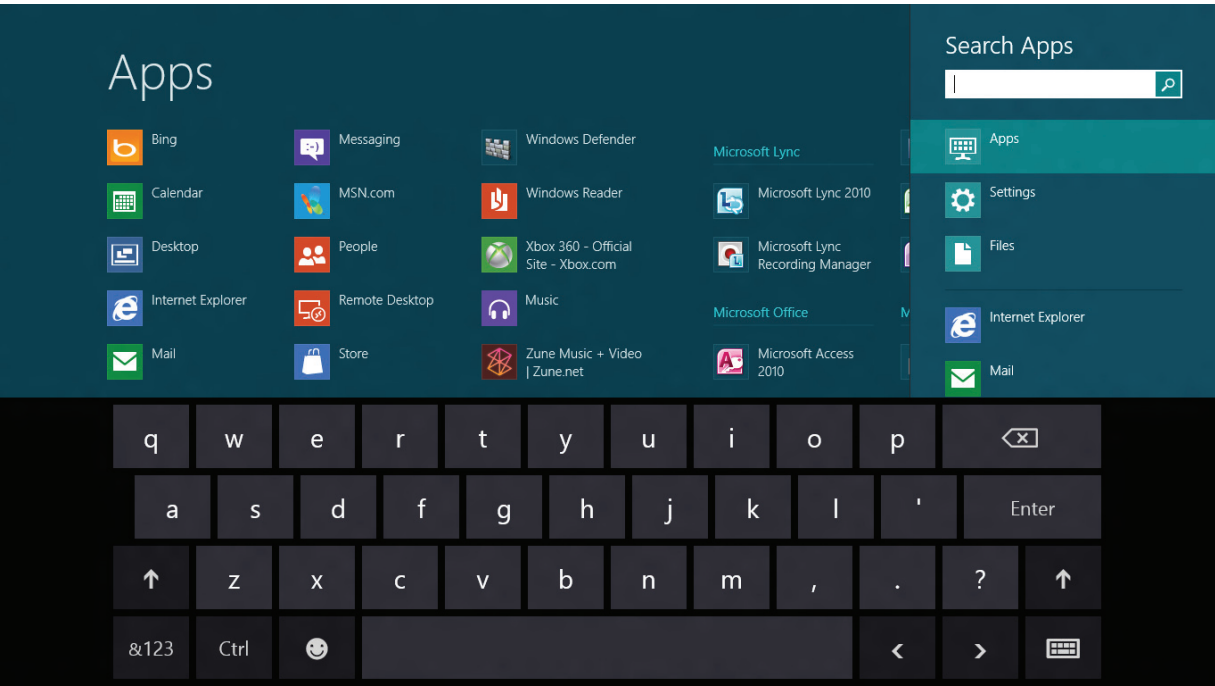 Apps
Bing
Calendar
Desktop
Internet Explorer
Mail
Messaging
MSN.com
People
Remote Desktop
Store
Windows Defender
Windows Reader
Xbox 360 - Official
Site - Xbox.com
Music
Zune Music + Video
| Zune.net
Microsoft Lync
Microsoft Lync 2010
Microsoft Lync
Recording Manager
Microsoft Office
Microsoft Access
2010
M
Search Apps
Apps
Settings
Files
Internet Explorer
Mail
q w e r t y u i o p
a s d f g h j k l ' Enter
z x c v b n m , . ?
&123 Ctrl < >